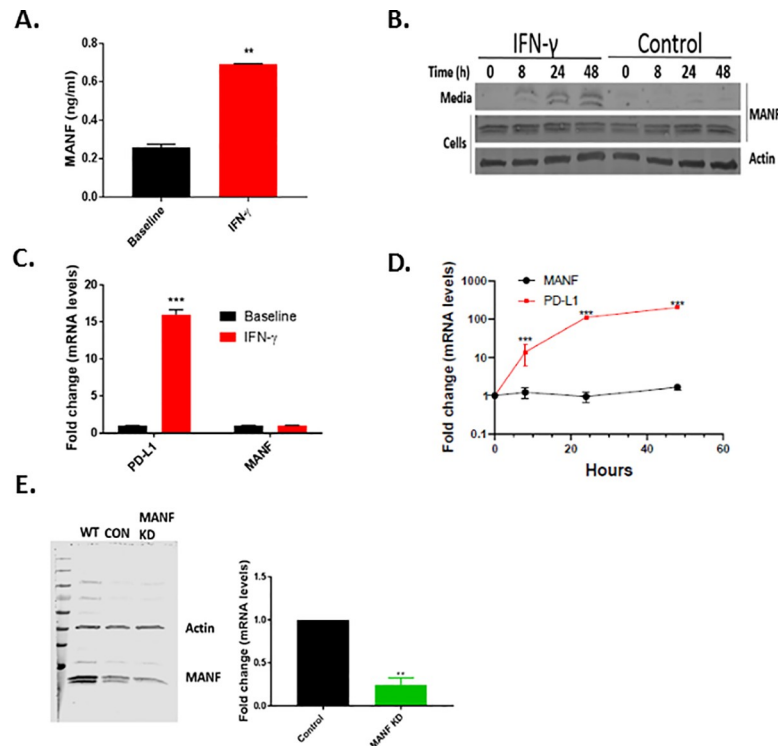 A.
MANF (ng/ml)
0.8
0.6
0.4
0.2
0.0
**
Baseline
IFN-γ
B.
IFN-γ Control
Time (h) 0 8 24 48 0 8 24 48
Media
Cells
MANF
Actin
C.
Fold change (mRNA levels)
20
15
10
5
0
***
Baseline
IFN-γ
PD-L1 MANF
D.
Fold change (mRNA levels)
1000
100
10
1
0.1
MANF
PD-L1
***
***
***
0 20 40 60
Hours
E.
WT CON MANF
KD
Actin
MANF
Fold change (mRNA levels)
1.5
1.0
0.5
0.0
**
Control
MANF KD